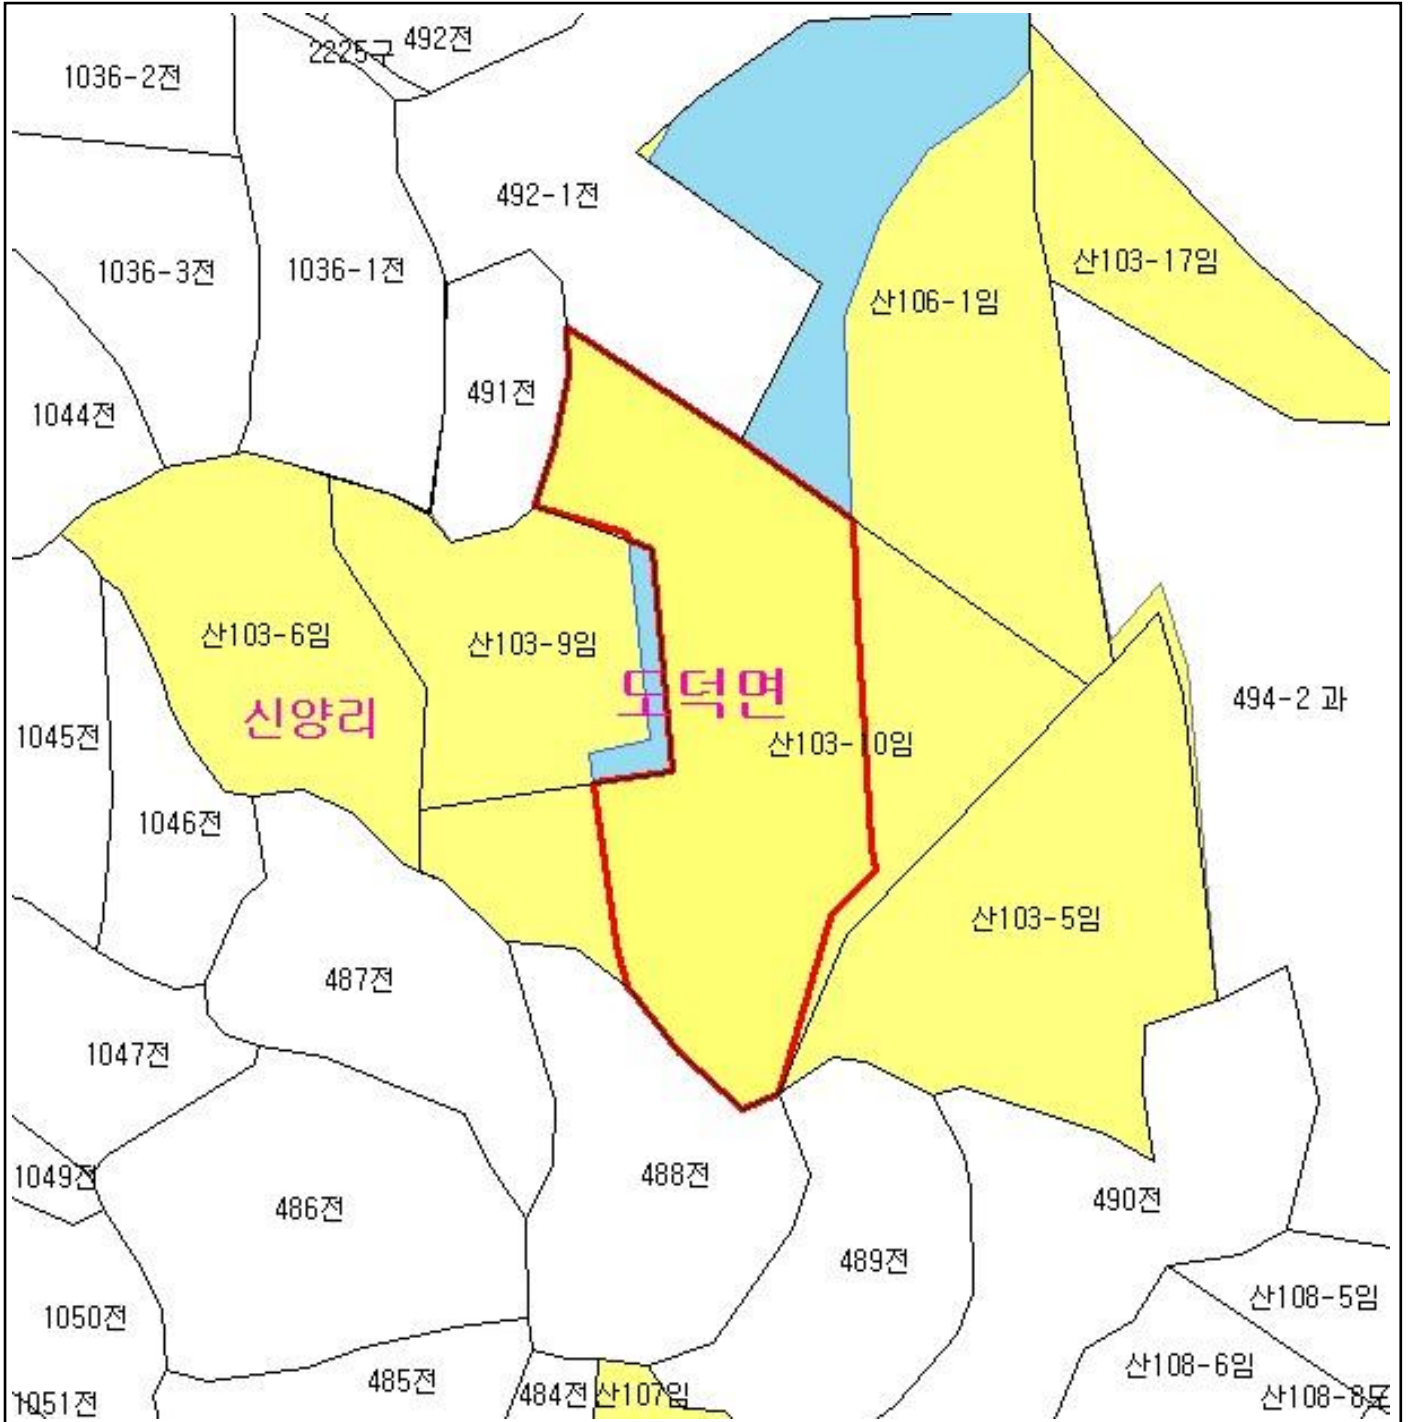 492전
2225구
1036-2전
492-1전
1036-3전
1036-1전
산103-17임
산106-1임
491전
1044전
산103-6임
산103-9임
도덕면
494-2 과
신양리
1045전
산103-10임
1046전
산103-5임
487전
1047전
1049전
488전
486전
490전
489전
1050전
산108-5임
485전
484전
산107임
산108-6임
1051전
산108-8도